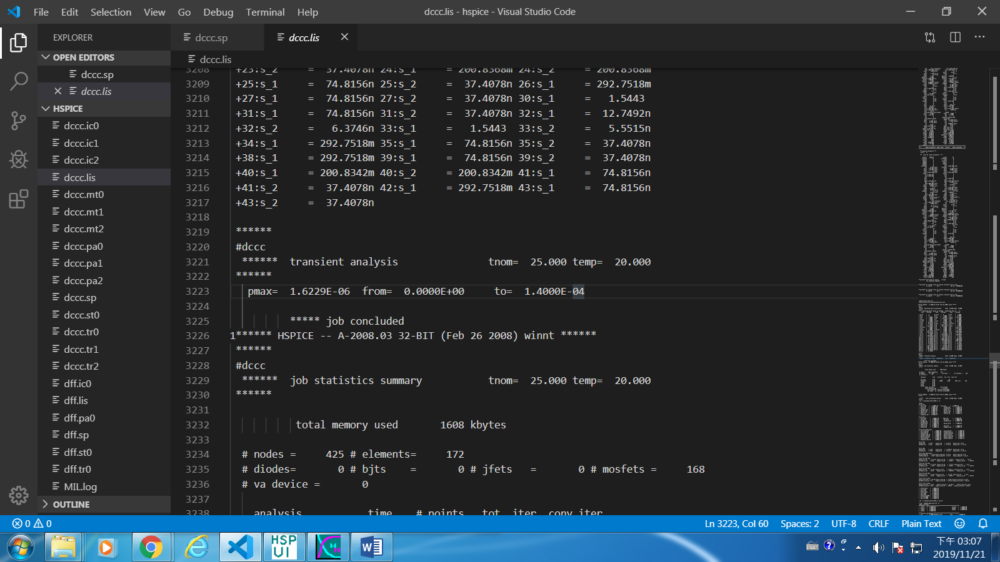 File Edit Selection View Go Debug Terminal Help
dccc.lis - hspice - Visual Studio Code
EXPLORER
OPEN EDITORS
dccc.sp
dccc.lis
HSPICE
dccc.ic0
dccc.ic1
dccc.ic2
dccc.lis
dccc.mt0
dccc.mt1
dccc.mt2
dccc.pa0
dccc.pa1
dccc.pa2
dccc.sp
dccc.st0
dccc.tr0
dccc.tr1
dccc.tr2
dff.ic0
dff.lis
dff.pa0
dff.sp
dff.st0
dff.tr0
MIL.log
OUTLINE
dccc.sp dccc.lis
dccc.lis
3208 +23:s_2 = 37.4078n 24:s_1 = 200.8368m 24:s_2 = 200.8368m
3209 +25:s_1 = 74.8156n 25:s_2 = 37.4078n 26:s_1 = 292.7518m
3210 +27:s_1 = 74.8156n 27:s_2 = 37.4078n 30:s_1 = 1.5443
3211 +31:s_1 = 74.8156n 31:s_2 = 37.4078n 32:s_1 = 12.7492n
3212 +32:s_2 = 6.3746n 33:s_1 = 1.5443 33:s_2 = 5.5515n
3213 +34:s_1 = 292.7518m 35:s_1 = 74.8156n 35:s_2 = 37.4078n
3214 +38:s_1 = 292.7518m 39:s_1 = 74.8156n 39:s_2 = 37.4078n
3215 +40:s_1 = 200.8342m 40:s_2 = 200.8342m 41:s_1 = 74.8156n
3216 +41:s_2 = 37.4078n 42:s_1 = 292.7518m 43:s_1 = 74.8156n
3217 +43:s_2 = 37.4078n
3218
3219 ******
3220 #dccc
3221 ****** transient analysis tnom= 25.000 temp= 20.000
3222 ******
3223 pmax= 1.6229E-06 from= 0.0000E+00 to= 1.4000E-04
3224
3225 ***** job concluded
3226 1****** HSPICE -- A-2008.03 32-BIT (Feb 26 2008) winnt ******
3227 ******
3228 #dccc
3229 ****** job statistics summary tnom= 25.000 temp= 20.000
3230 ******
3231
3232 total memory used 1608 kbytes
3233
3234 # nodes = 425 # elements= 172
3235 # diodes= 0 # bjts = 0 # jfets = 0 # mosfets = 168
3236 # va device = 0
3237
3238 analysis time # points tot. iter conv.iter
0 0
Ln 3223, Col 60 Spaces: 2 UTF-8 CRLF Plain Text
HSP UI
下午 03:07
2019/11/21